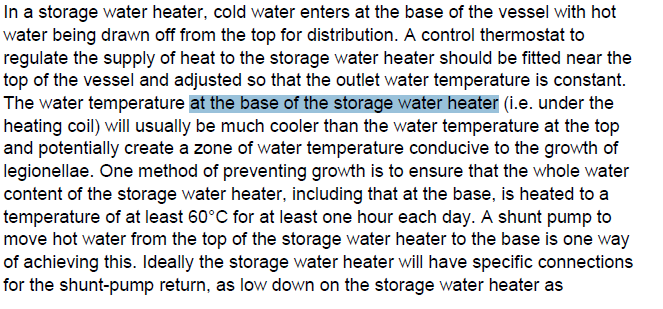 In a storage water heater, cold water enters at the base of the vessel with hot
water being drawn off from the top for distribution. A control thermostat to
regulate the supply of heat to the storage water heater should be fitted near the
top of the vessel and adjusted so that the outlet water temperature is constant.
The water temperature at the base of the storage water heater (i.e. under the
heating coil) will usually be much cooler than the water temperature at the top
and potentially create a zone of water temperature conducive to the growth of
legionellae. One method of preventing growth is to ensure that the whole water
content of the storage water heater, including that at the base, is heated to a
temperature of at least 60°C for at least one hour each day. A shunt pump to
move hot water from the top of the storage water heater to the base is one way
of achieving this. Ideally the storage water heater will have specific connections
for the shunt-pump return, as low down on the storage water heater as